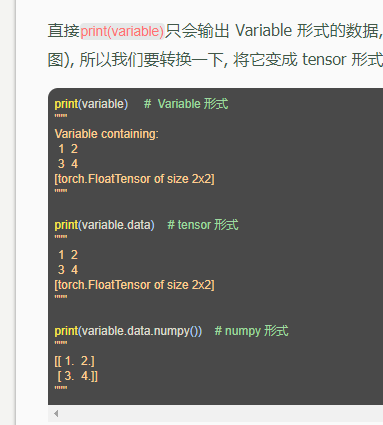 直接print(variable)只会输出 Variable 形式的数据,
图), 所以我们要转换一下, 将它变成 tensor 形式
print(variable)     #  Variable 形式
"""
Variable containing:
 1  2
 3  4
[torch.FloatTensor of size 2x2]
"""
print(variable.data)    # tensor 形式
"""
 1  2
 3  4
[torch.FloatTensor of size 2x2]
"""
print(variable.data.numpy())    # numpy 形式
"""
[[ 1.  2.]
 [ 3.  4.]]
"""